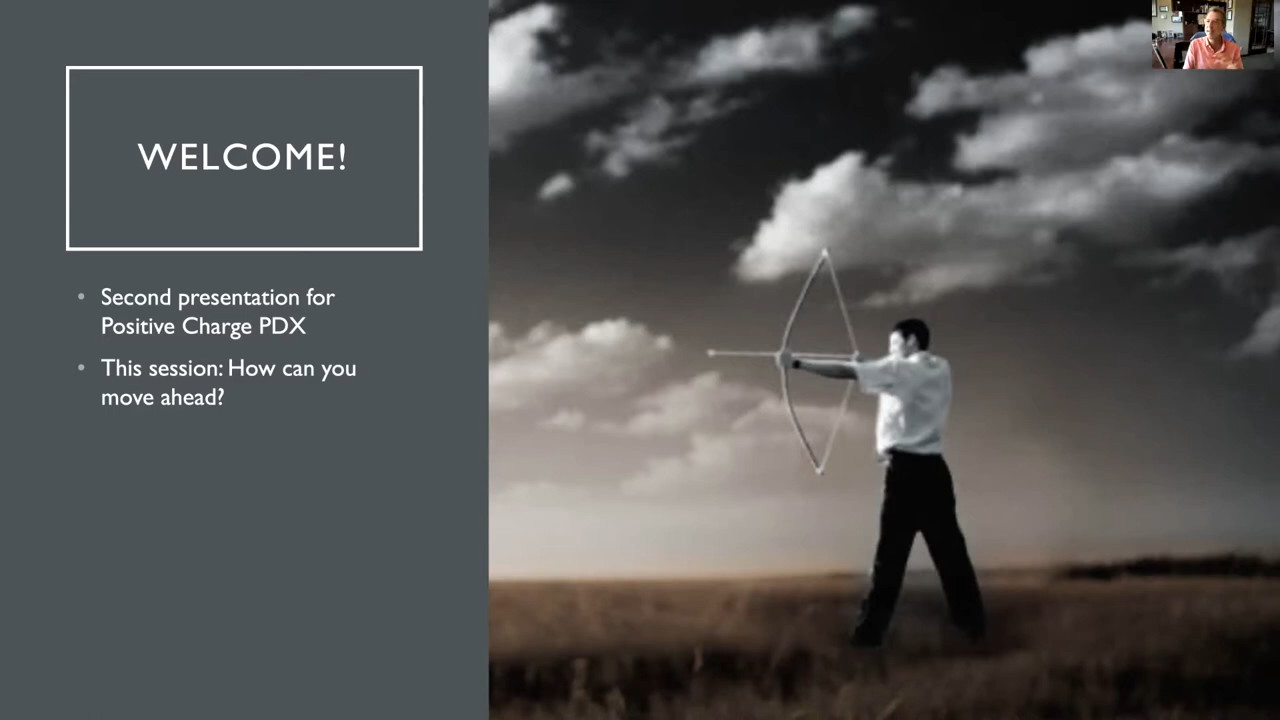 WELCOME!
• Second presentation for
Positive Charge PDX
• This session: How can you
move ahead?